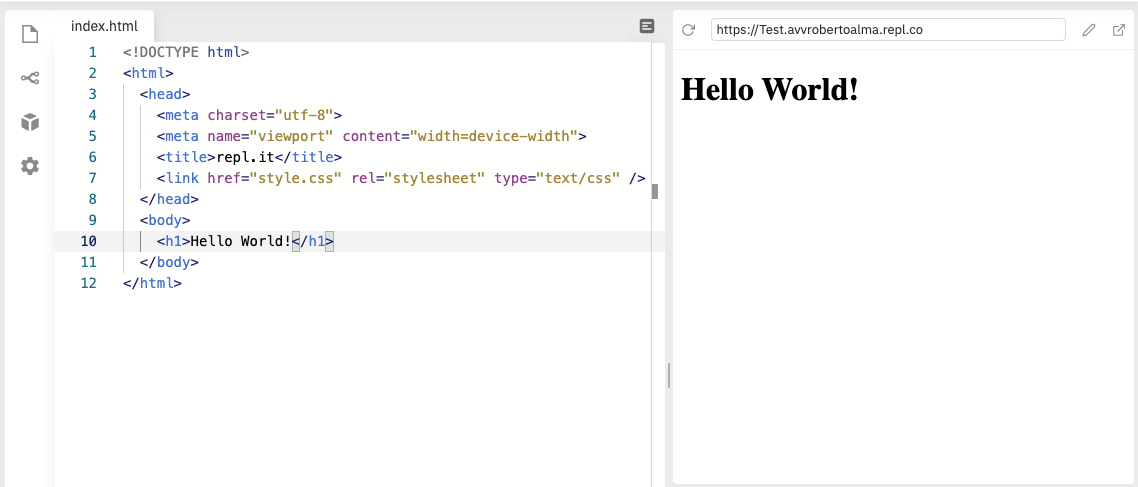 index.html
1 <!DOCTYPE html>
2 <html>
3 <head>
4 <meta charset="utf-8">
5 <meta name="viewport" content="width=device-width">
6 <title>repl.it</title>
7 <link href="style.css" rel="stylesheet" type="text/css" />
8 </head>
9 <body>
10 <h1>Hello World!</h1>
11 </body>
12 </html>
https://Test.avvrobertoalma.repl.co
Hello World!